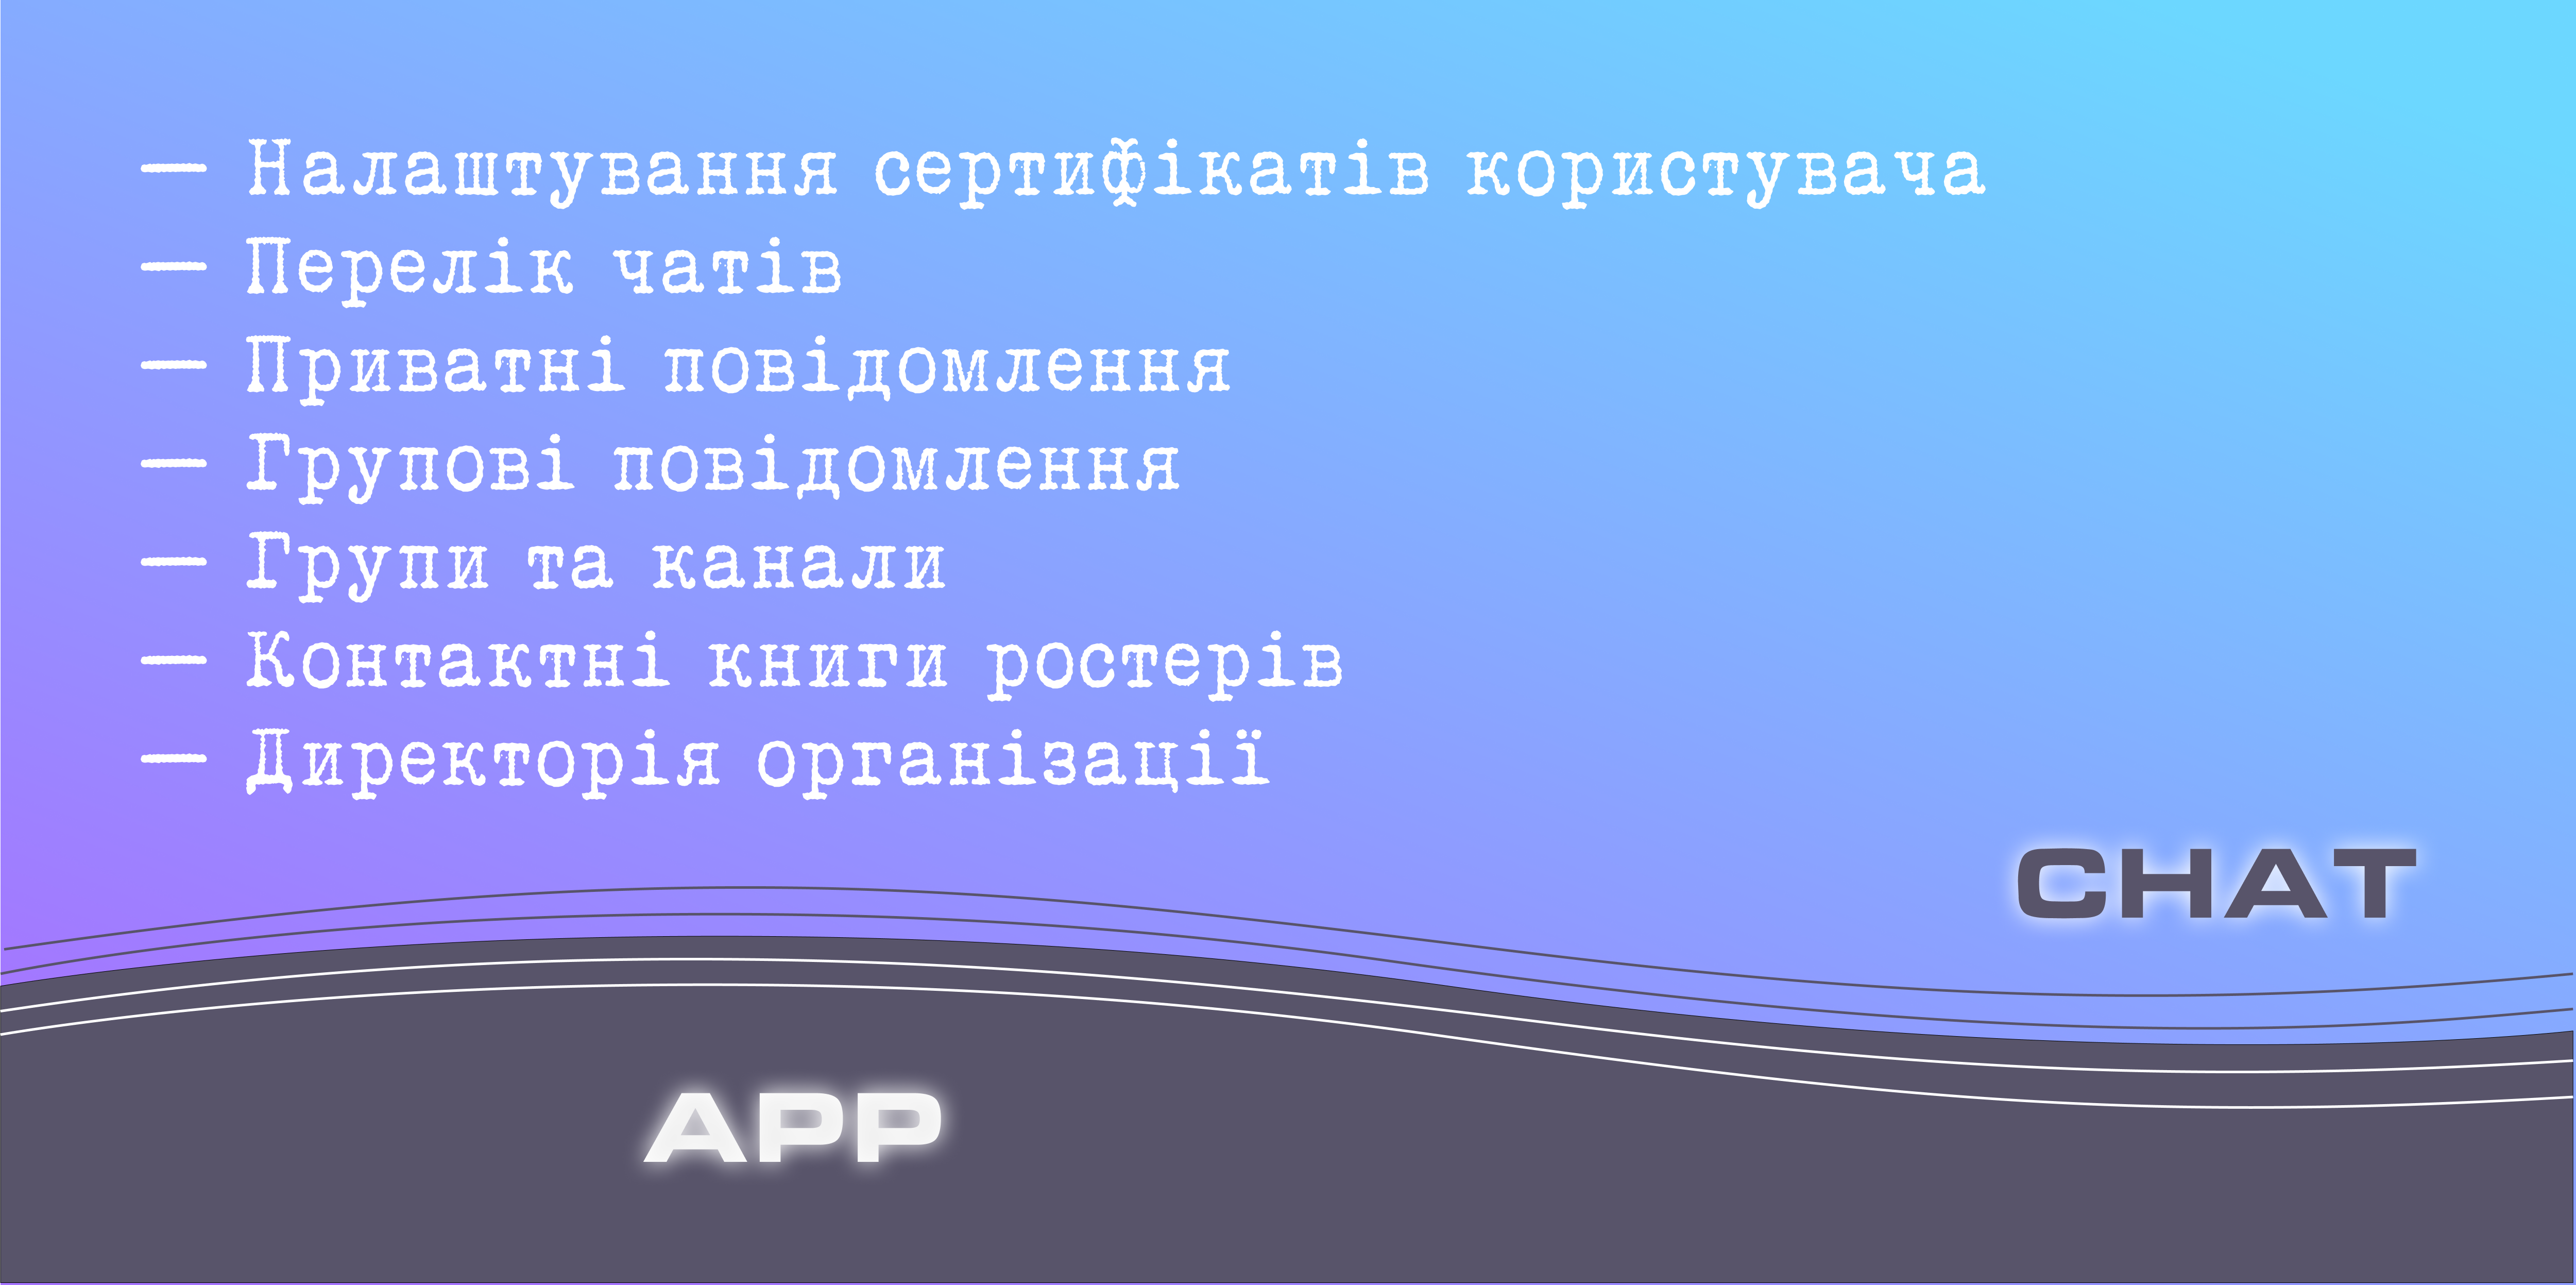 — Налаштування сертифікатів користувача
— Перелік чатів
— Приватні повідомлення
— Групові повідомлення
— Групи та канали
— Контактні книги ростерів
— Директорія організації
CHAT
APP